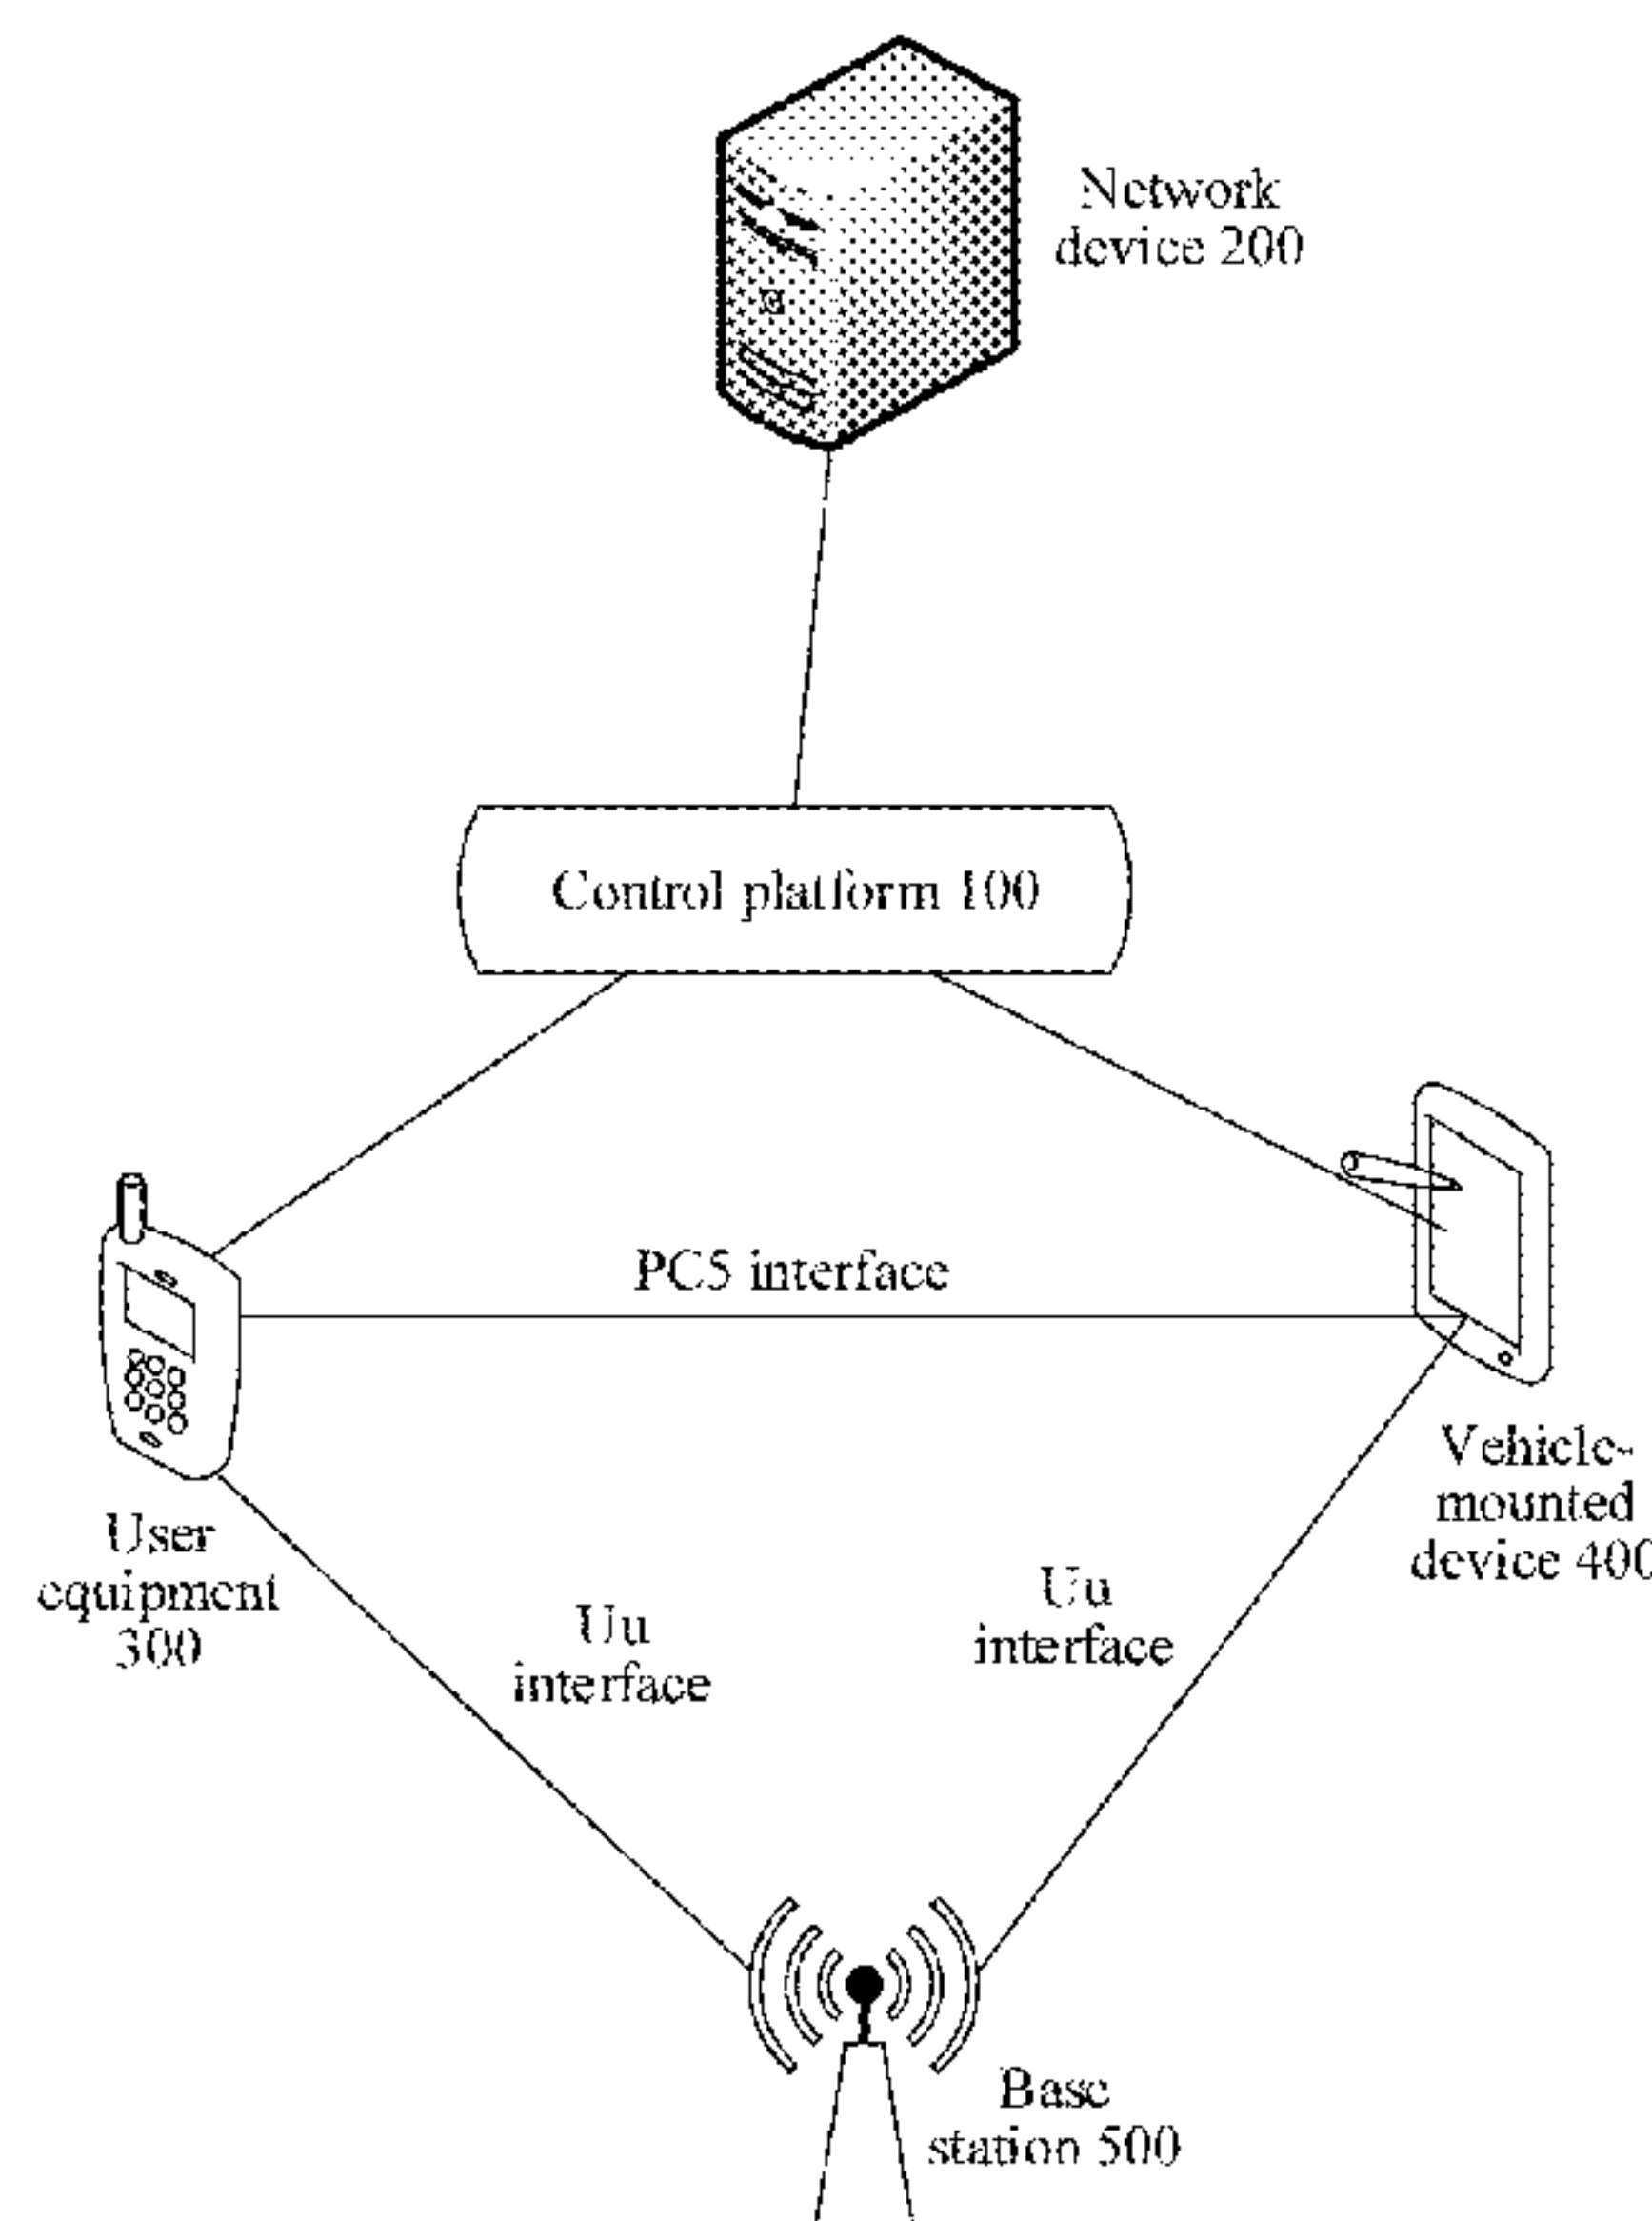 Network
device 200
Control platform 100
PC5 interface
Vehicle-
mounted
device 400
User
equipment
300
Uu
interface
Uu
interface
Base
station 500